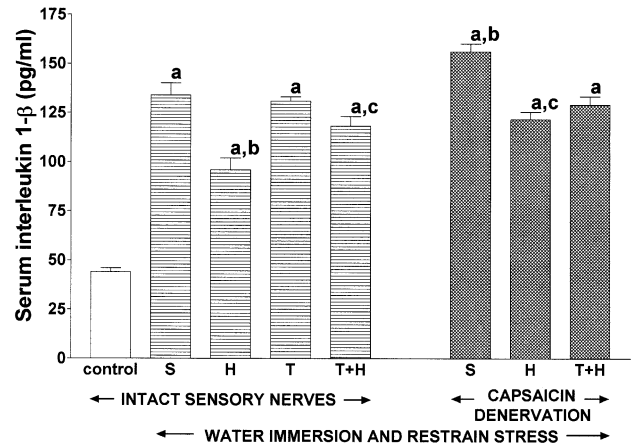 Serum interleukin 1-β (pg/ml)
175
150
125
100
75
50
25
0
a
a,b
a
a,c
a,b
a,c
a
control S H T T+H S H T+H
INTACT SENSORY NERVES
CAPSAICIN
DENERVATION
WATER IMMERSION AND RESTRAIN STRESS